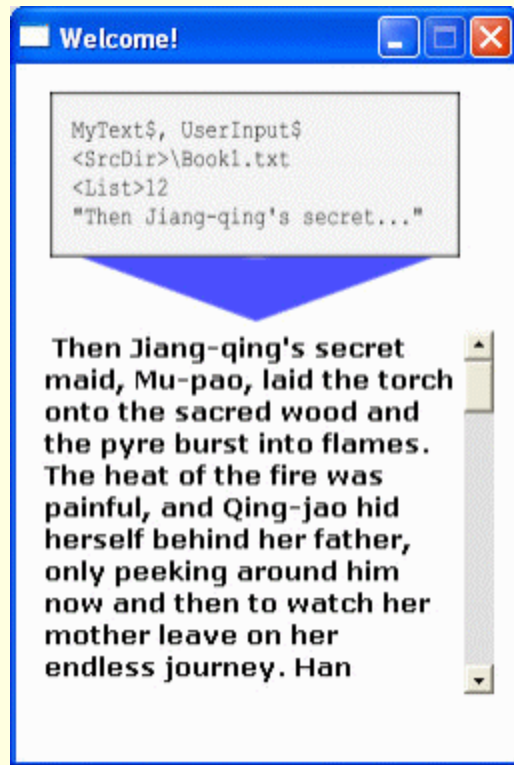 Welcome!
MyText$, UserInput$
<SrcDir>\Book1.txt
<List>12
"Then Jiang-qing's secret..."
Then Jiang-qing's secret
maid, Mu-pao, laid the torch
onto the sacred wood and
the pyre burst into flames.
The heat of the fire was
painful, and Qing-jao hid
herself behind her father,
only peeking around him
now and then to watch her
mother leave on her
endless journey. Han